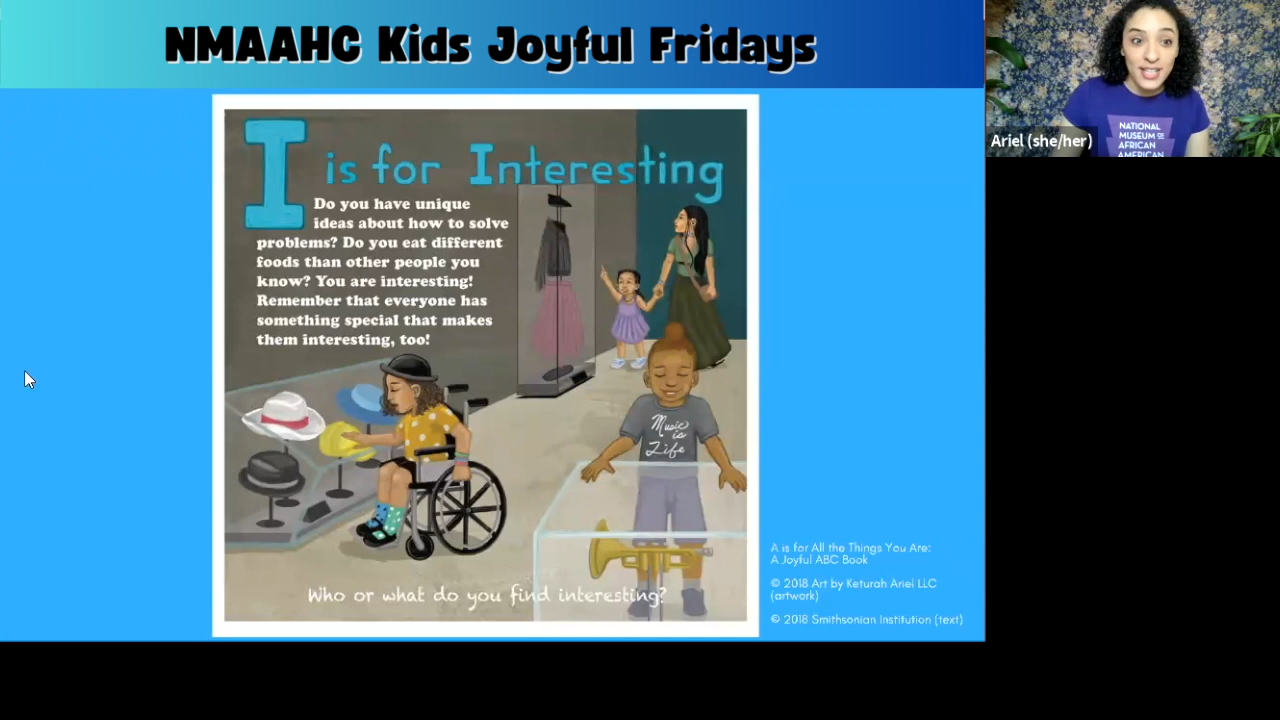 NMAAHC Kids Joyful Fridays
I is for Interesting
Do you have unique
ideas about how to solve
problems? Do you eat different
foods than other people you
know? You are interesting!
Remember that everyone has
something special that makes
them interesting, too!
Music
is
Life
Who or what do you find interesting?
A is for All the Things You Are:
A Joyful ABC Book
© 2018 Art by Keturah Ariel LLC
(artwork)
© 2018 Smithsonian Institution (text)
Ariel (she/her)
NATIONAL
MUSEUM OF
AFRICAN
AMERICAN